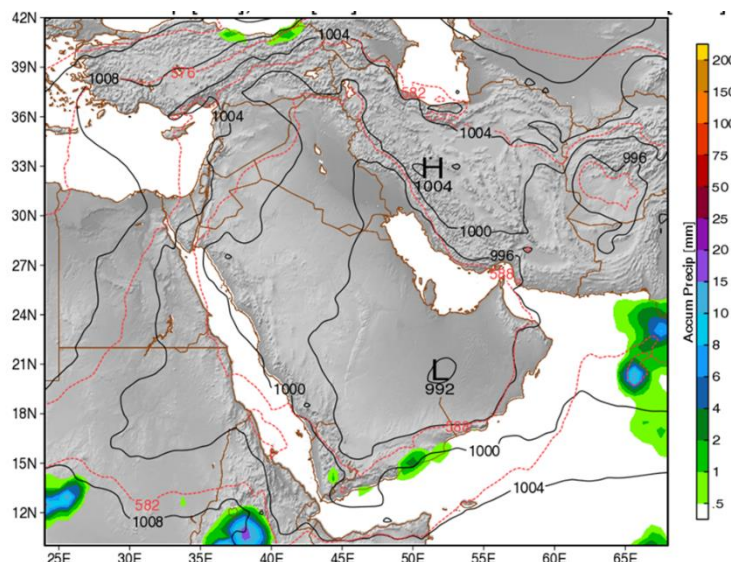 42N
39N
36N
33N
30N
27N
24N
21N
18N
15N
12N
24E
30E
35E
40E
45E
50E
55E
60E
65E
1004
1008
576
582
1004
1004
H
1004
996
1000
996
588
L
992
1000
1000
1004
582
1008
Accum Precip [mm]
200
150
100
75
50
25
20
15
10
8
6
4
2
1
.5